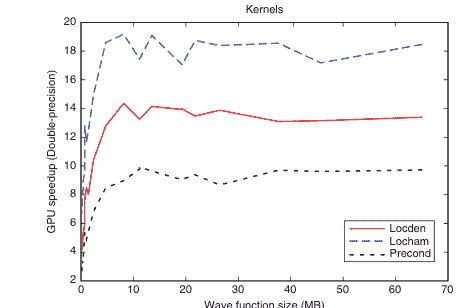 Kernels
20
18
16
14
12
10
8
6
4
2
GPU speedup (Double-precision)
Locden
Locham
Precond
0 10 20 30 40 50 60 70
Wave function size (MB)